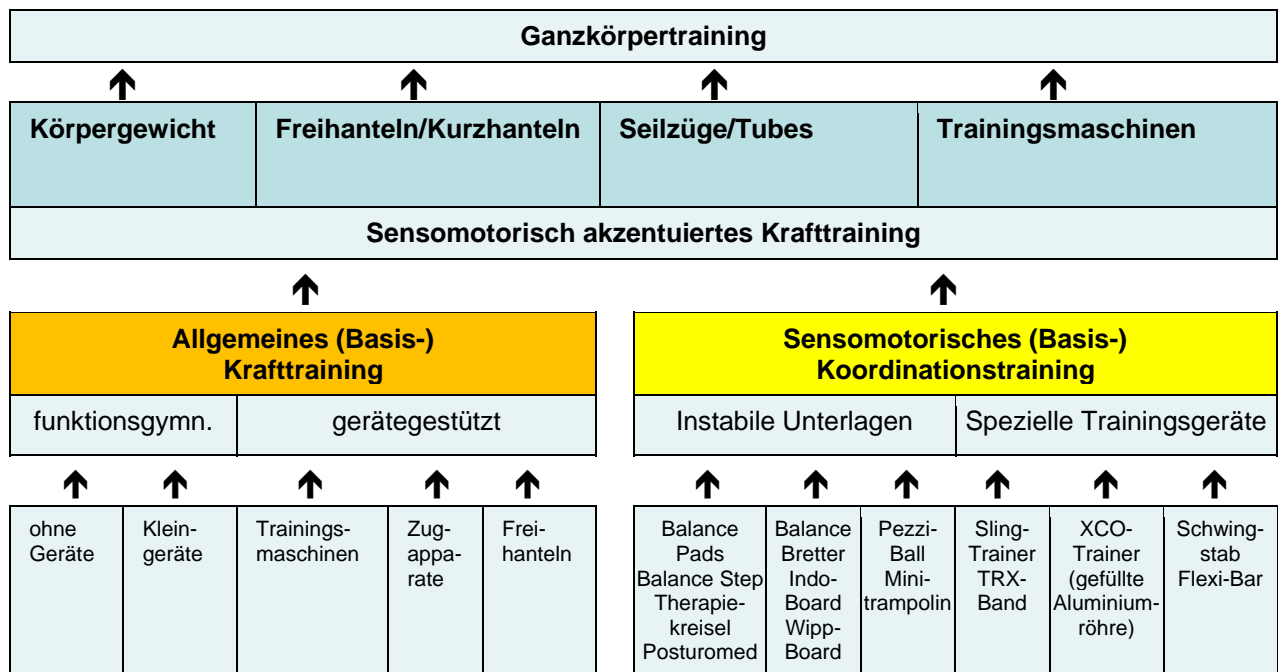 Ganzkörpertraining
Körpergewicht
Freihanteln/Kurzhanteln
Seilzüge/Tubes
Trainingsmaschinen
Sensomotorisch akzentuiertes Krafttraining
Allgemeines (Basis-)
Krafttraining
Sensomotorisches (Basis-)
Koordinationstraining
funktionsgymn.
gerätegestützt
Instabile Unterlagen
Spezielle Trainingsgeräte
ohne
Geräte
Klein-
geräte
Trainings-
maschinen
Zug-
appa-
rate
Frei-
hanteln
Balance
Pads
Balance Step
Therapie-
kreisel
Posturomed
Balance
Bretter
Indo-
Board
Wipp-
Board
Pezzi-
Ball
Mini-
trampolin
Sling-
Trainer
TRX-
Band
XCO-
Trainer
(gefüllte
Aluminium-
röhre)
Schwing-
stab
Flexi-Bar